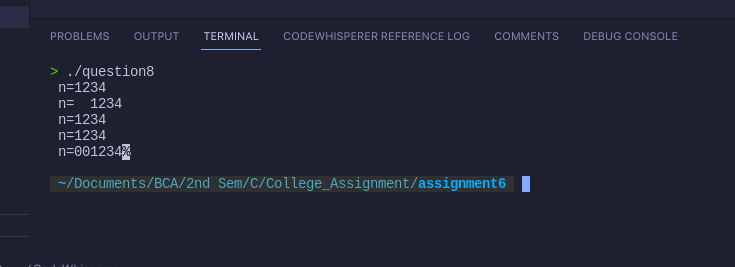 PROBLEMS OUTPUT TERMINAL CODEWHISPERER REFERENCE LOG COMMENTS DEBUG CONSOLE
> ./question8
n=1234
n=  1234
n=1234
n=1234
n=001234%
~/Documents/BCA/2nd Sem/C/College_Assignment/assignment6